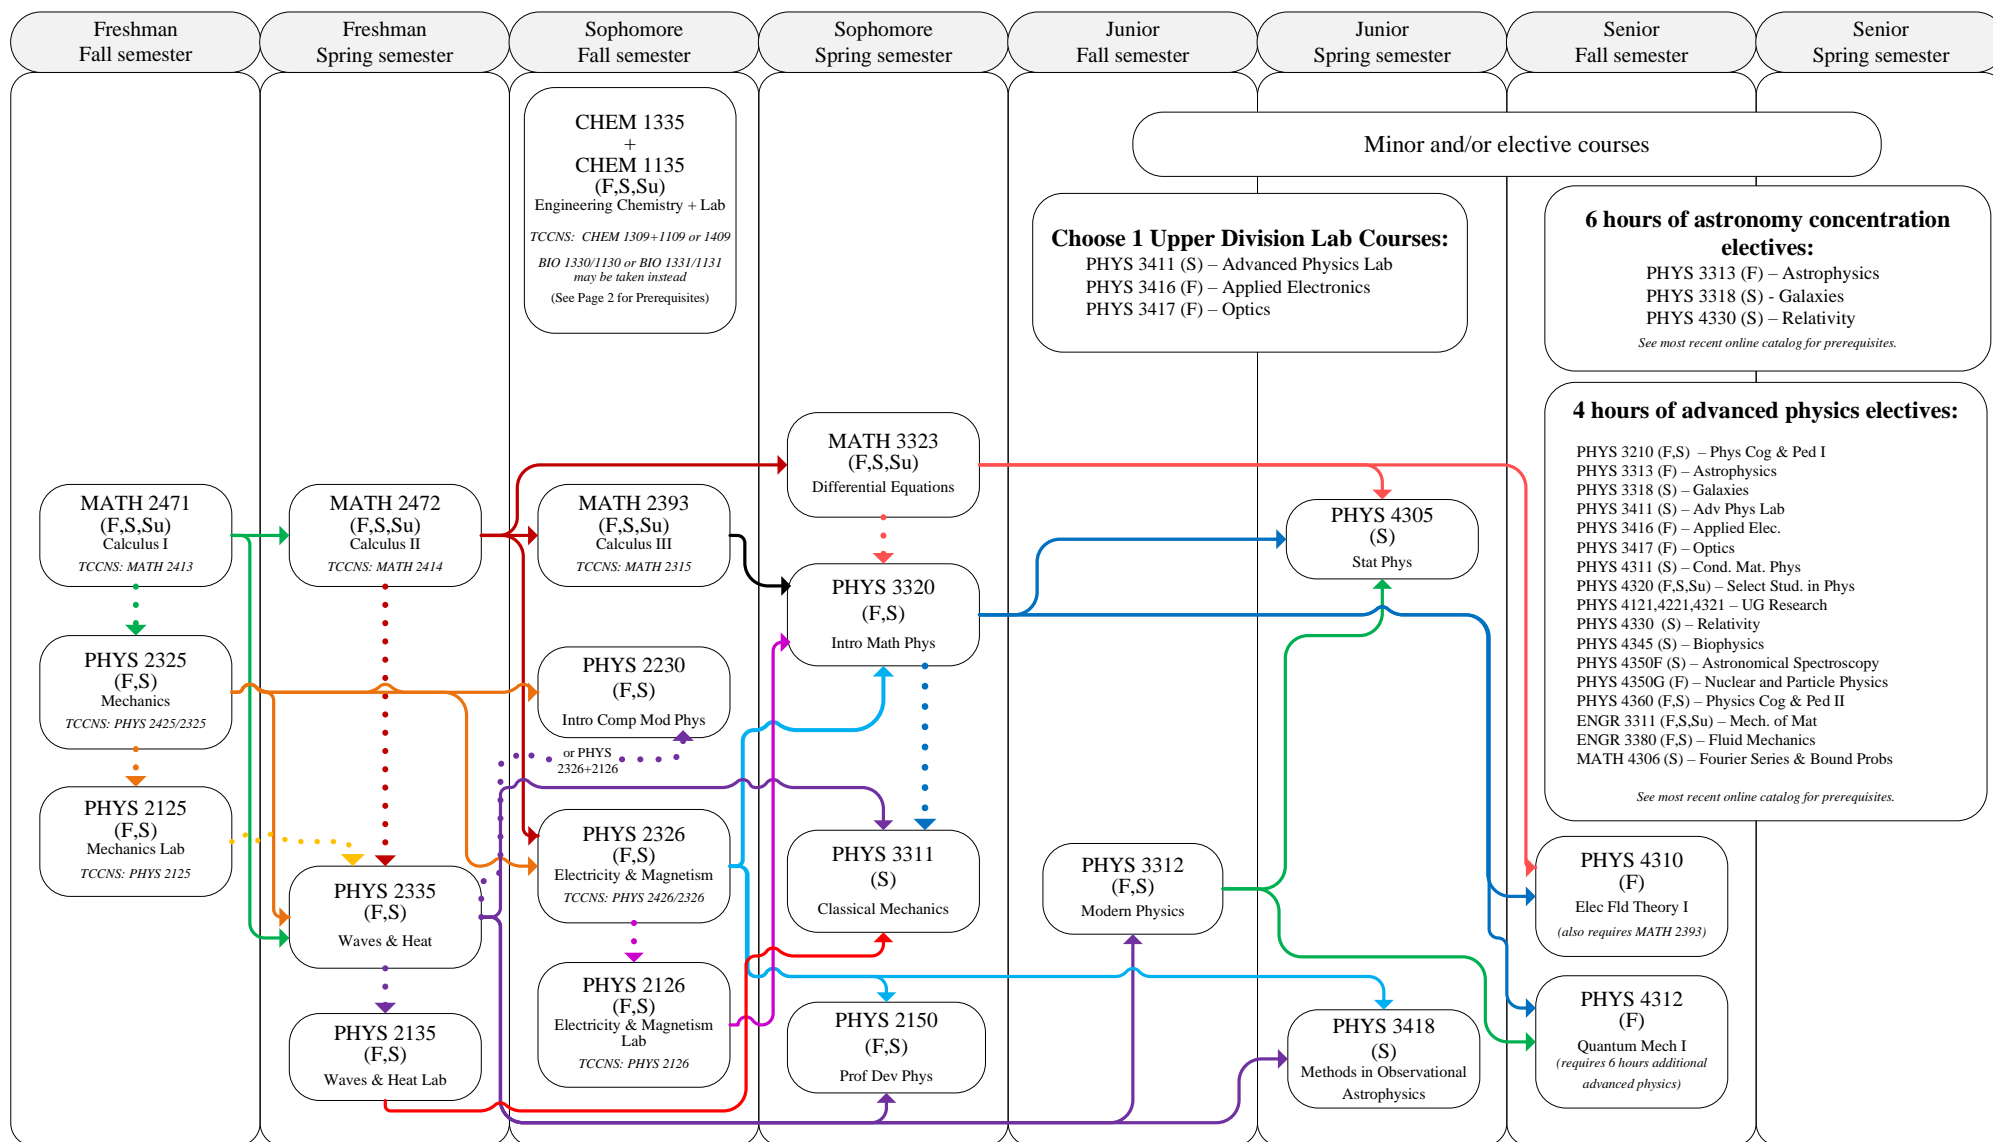 Freshman
Fall semester
Freshman
Spring semester
Sophomore
Fall semester
Sophomore
Spring semester
Junior
Fall semester
Junior
Spring semester
Senior
Fall semester
Senior
Spring semester
MATH 2471
(F,S,Su)
Calculus I
TCCNS: MATH 2413
PHYS 2325
(F,S)
Mechanics
TCCNS: PHYS 2425/2325
PHYS 2125
(F,S)
Mechanics Lab
TCCNS: PHYS 2125
MATH 2472
(F,S,Su)
Calculus II
TCCNS: MATH 2414
PHYS 2335
(F,S)
Waves & Heat
PHYS 2135
(F,S)
Waves & Heat Lab
CHEM 1335
+
CHEM 1135
(F,S,Su)
Engineering Chemistry + Lab
TCCNS: CHEM 1309+1109 or 1409
BIO 1330/1130 or BIO 1331/1131
may be taken instead
(See Page 2 for Prerequisites)
MATH 2393
(F,S,Su)
Calculus III
TCCNS: MATH 2315
PHYS 2230
(F,S)
Intro Comp Mod Phys
or PHYS
2326+2126
PHYS 2326
(F,S)
Electricity & Magnetism
TCCNS: PHYS 2426/2326
PHYS 2126
(F,S)
Electricity & Magnetism
Lab
TCCNS: PHYS 2126
MATH 3323
(F,S,Su)
Differential Equations
PHYS 3320
(F,S)
Intro Math Phys
PHYS 3311
(S)
Classical Mechanics
PHYS 2150
(F,S)
Prof Dev Phys
Minor and/or elective courses
Choose 1 Upper Division Lab Courses:
PHYS 3411 (S) – Advanced Physics Lab
PHYS 3416 (F) – Applied Electronics
PHYS 3417 (F) – Optics
PHYS 3312
(F,S)
Modern Physics
PHYS 4305
(S)
Stat Phys
PHYS 3418
(S)
Methods in Observational
Astrophysics
6 hours of astronomy concentration
electives:
PHYS 3313 (F) – Astrophysics
PHYS 3318 (S) - Galaxies
PHYS 4330 (S) – Relativity
See most recent online catalog for prerequisites.
4 hours of advanced physics electives:
PHYS 3210 (F,S) – Phys Cog & Ped I
PHYS 3313 (F) – Astrophysics
PHYS 3318 (S) – Galaxies
PHYS 3411 (S) – Adv Phys Lab
PHYS 3416 (F) – Applied Elec.
PHYS 3417 (F) – Optics
PHYS 4311 (S) – Cond. Mat. Phys
PHYS 4320 (F,S,Su) – Select Stud. in Phys
PHYS 4121,4221,4321 – UG Research
PHYS 4330 (S) – Relativity
PHYS 4345 (S) – Biophysics
PHYS 4350F (S) – Astronomical Spectroscopy
PHYS 4350G (F) – Nuclear and Particle Physics
PHYS 4360 (F,S) – Physics Cog & Ped II
ENGR 3311 (F,S,Su) – Mech. of Mat
ENGR 3380 (F,S) – Fluid Mechanics
MATH 4306 (S) – Fourier Series & Bound Probs
See most recent online catalog for prerequisites.
PHYS 4310
(F)
Elec Fld Theory I
(also requires MATH 2393)
PHYS 4312
(F)
Quantum Mech I
(requires 6 hours additional
advanced physics)